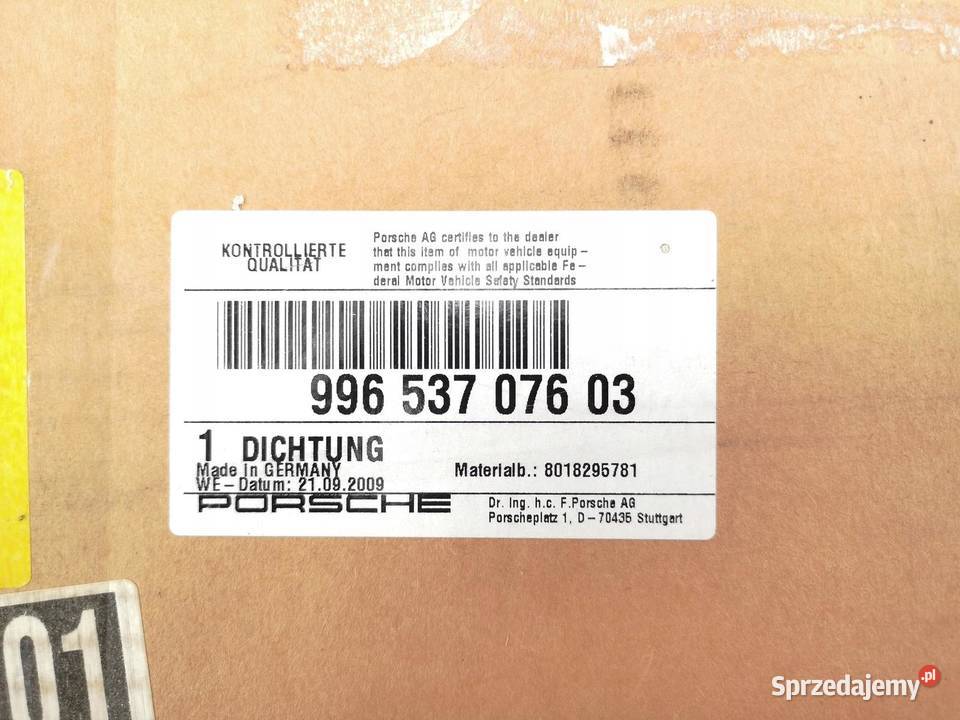 KONTROLLIERTE
QUALITÄT
Porsche AG certifies to the dealer
that this item of motor vehicle equip-
ment complies with all applicable Fe-
deral Motor Vehicle Safety Standards
996 537 076 03
1 DICHTUNG
Made in GERMANY
Materialb.: 8018295781
WE-Datum: 21.09.2009
PORSCHE
Dr. Ing. h.c. F.Porsche AG
Porscheplatz 1, D-70435 Stuttgart
01
Sprzedajemy.pl